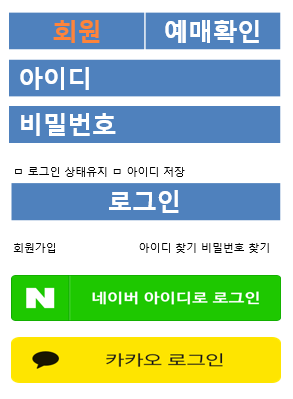 회원 예매확인
아이디
비밀번호
ㅁ 로그인 상태유지 ㅁ 아이디 저장
로그인
회원가입 아이디 찾기 비밀번호 찾기
N 네이버 아이디로 로그인
카카오 로그인